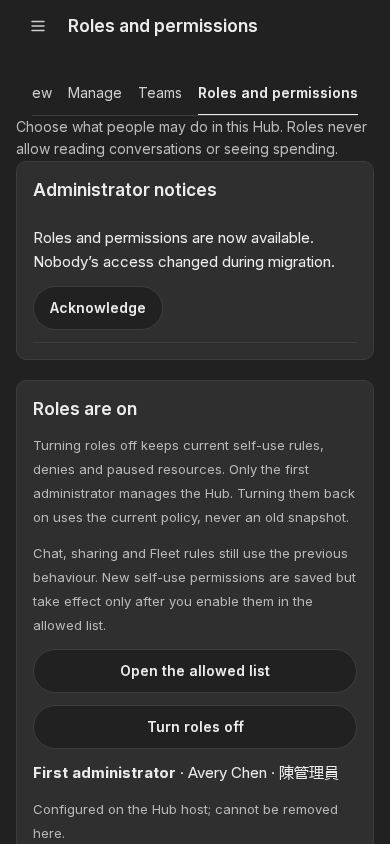 Roles and permissions
ew Manage Teams Roles and permissions
Choose what people may do in this Hub. Roles never
allow reading conversations or seeing spending.
Administrator notices
Roles and permissions are now available.
Nobody’s access changed during migration.
Acknowledge
Roles are on
Turning roles off keeps current self-use rules,
denies and paused resources. Only the first
administrator manages the Hub. Turning them back
on uses the current policy, never an old snapshot.
Chat, sharing and Fleet rules still use the previous
behaviour. New self-use permissions are saved but
take effect only after you enable them in the
allowed list.
Open the allowed list
Turn roles off
First administrator · Avery Chen · 陳管理員
Configured on the Hub host; cannot be removed
here.